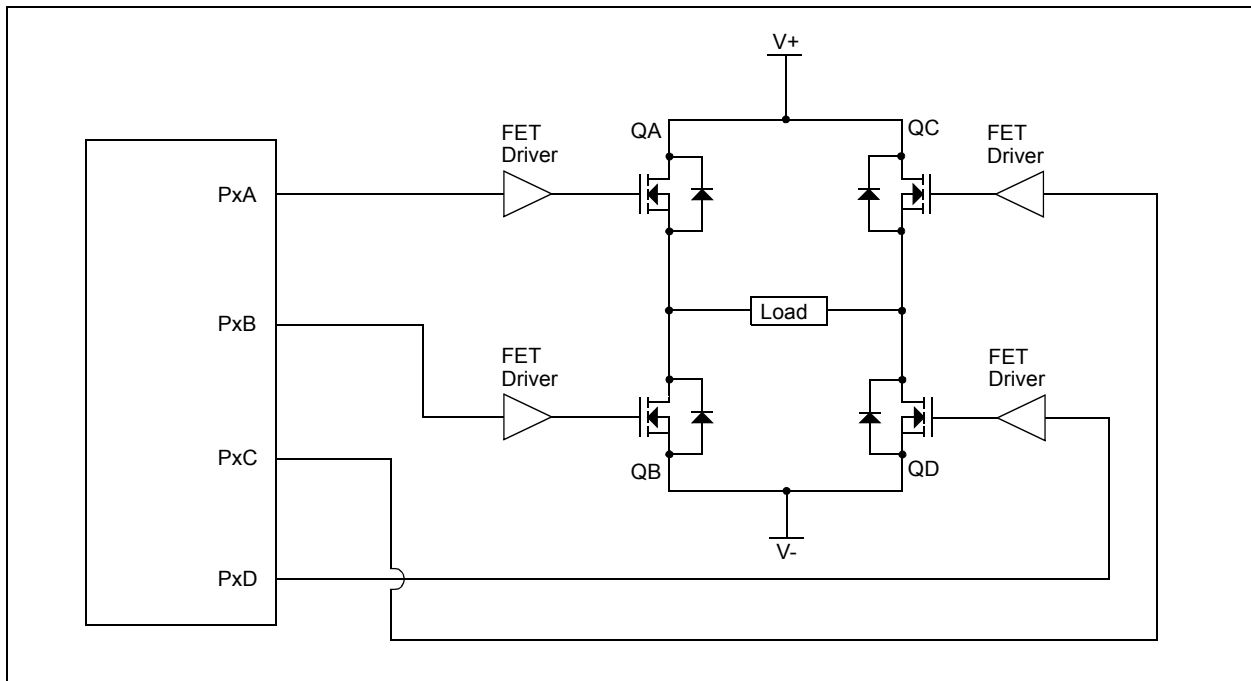 V+
QA
FET
Driver
QC
FET
Driver
PxA
PxB
Load
FET
Driver
FET
Driver
PxC
QB
QD
V-
PxD